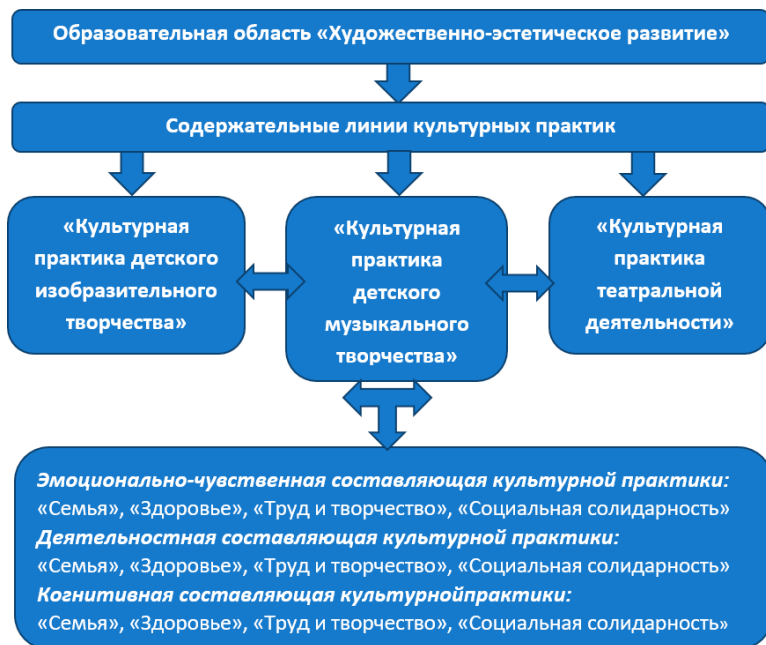 Образовательная область «Художественно-эстетическое развитие»
Содержательные линии культурных практик
«Культурная
практика детского
изобразительного
творчества»
«Культурная
практика
детского
музыкального
творчества»
«Культурная
практика
театральной
деятельности»
Эмоционально-чувственная составляющая культурной практики:
«Семья», «Здоровье», «Труд и творчество», «Социальная солидарность»
Деятельностная составляющая культурной практики:
«Семья», «Здоровье», «Труд и творчество», «Социальная солидарность»
Когнитивная составляющая культурнойпрактики:
«Семья», «Здоровье», «Труд и творчество», «Социальная солидарность»